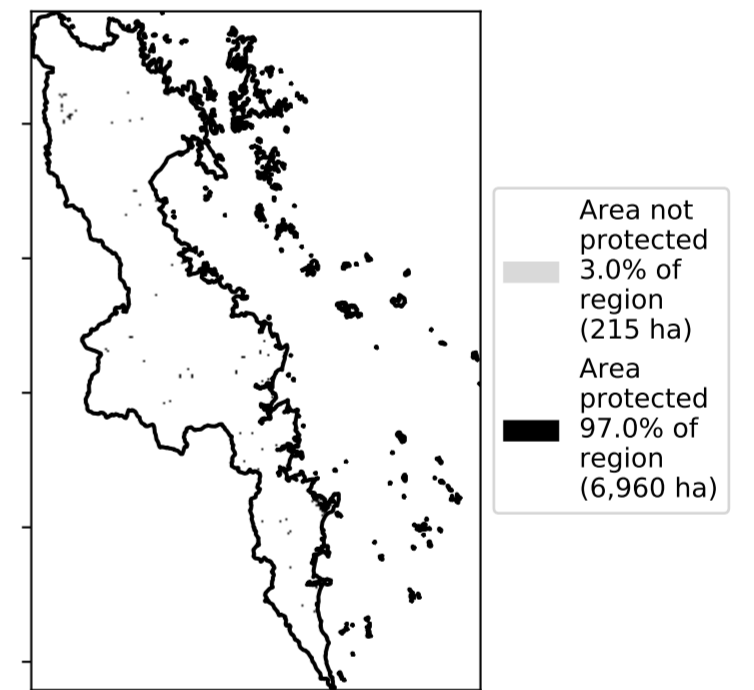 Area not
protected
3.0% of
region
(215 ha)
Area
protected
97.0% of
region
(6,960 ha)